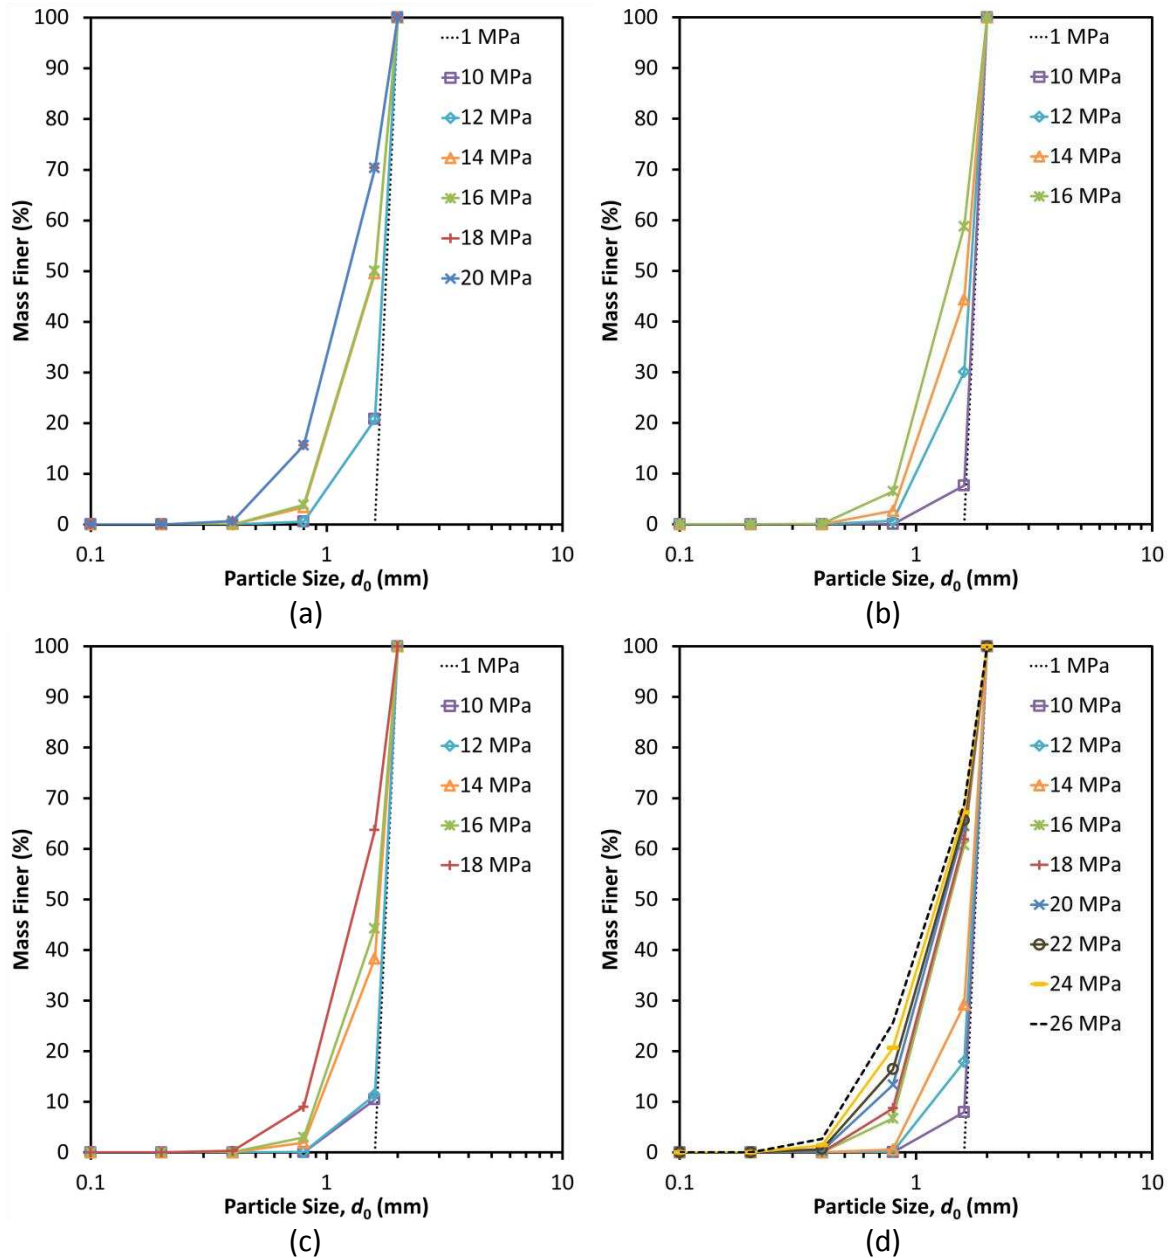 100
90
80
70
60
50
40
30
20
10
0
Mass Finer (%)
0.1
1
10
Particle Size, d0 (mm)
1 MPa
10 MPa
12 MPa
14 MPa
16 MPa
18 MPa
20 MPa
(a)
100
90
80
70
60
50
40
30
20
10
0
Mass Finer (%)
0.1
1
10
Particle Size, d0 (mm)
1 MPa
10 MPa
12 MPa
14 MPa
16 MPa
(b)
100
90
80
70
60
50
40
30
20
10
0
Mass Finer (%)
0.1
1
10
Particle Size, d0 (mm)
1 MPa
10 MPa
12 MPa
14 MPa
16 MPa
18 MPa
(c)
100
90
80
70
60
50
40
30
20
10
0
Mass Finer (%)
0.1
1
10
Particle Size, d0 (mm)
1 MPa
10 MPa
12 MPa
14 MPa
16 MPa
18 MPa
20 MPa
22 MPa
24 MPa
26 MPa
(d)